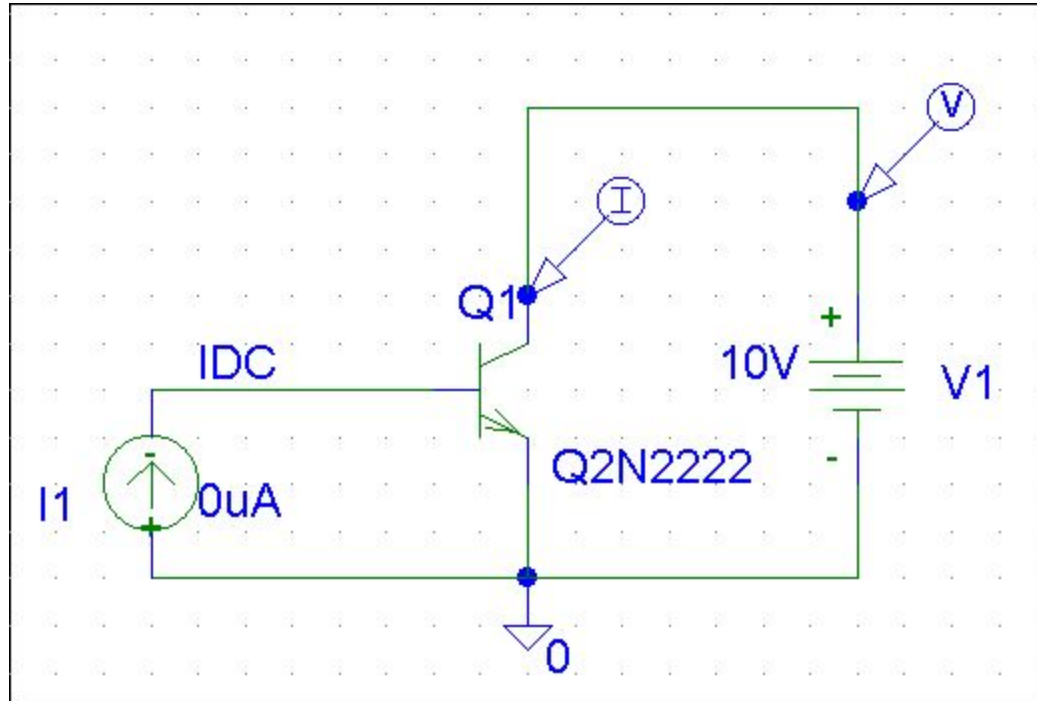 V
I
Q1
+
IDC
10V
V1
-
Q2N2222
-
I1
0uA
+
0